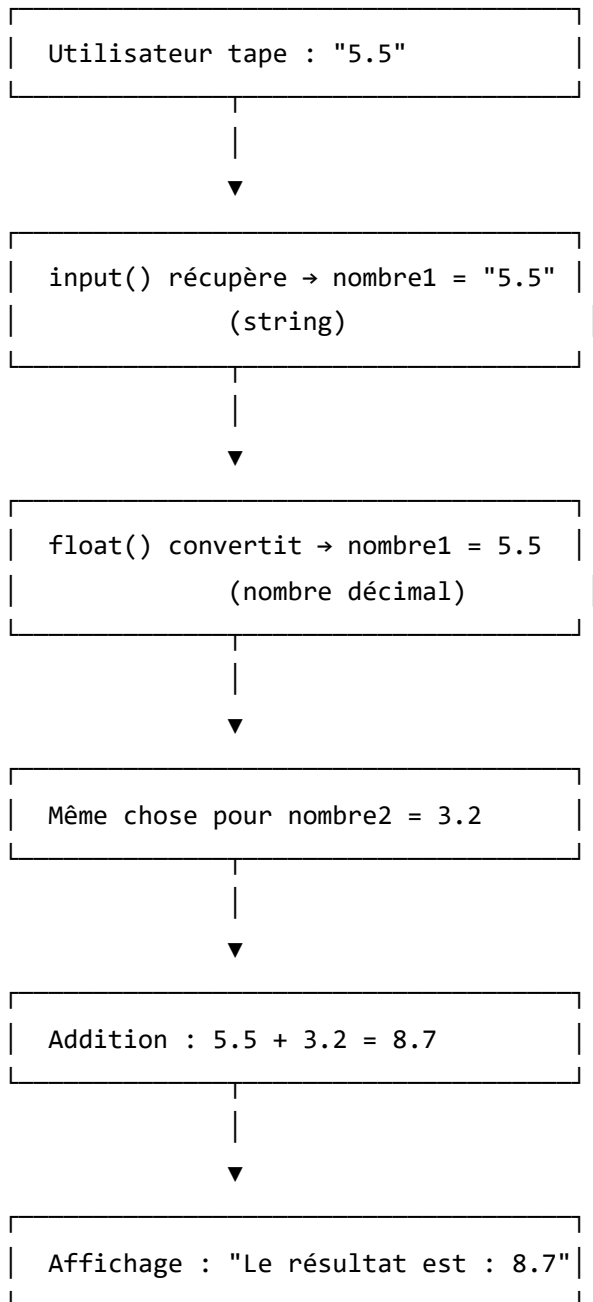 Utilisateur tape : "5.5"
input() récupère → nombre1 = "5.5"
(string)
float() convertit → nombre1 = 5.5
(nombre décimal)
Même chose pour nombre2 = 3.2
Addition : 5.5 + 3.2 = 8.7
Affichage : "Le résultat est : 8.7"